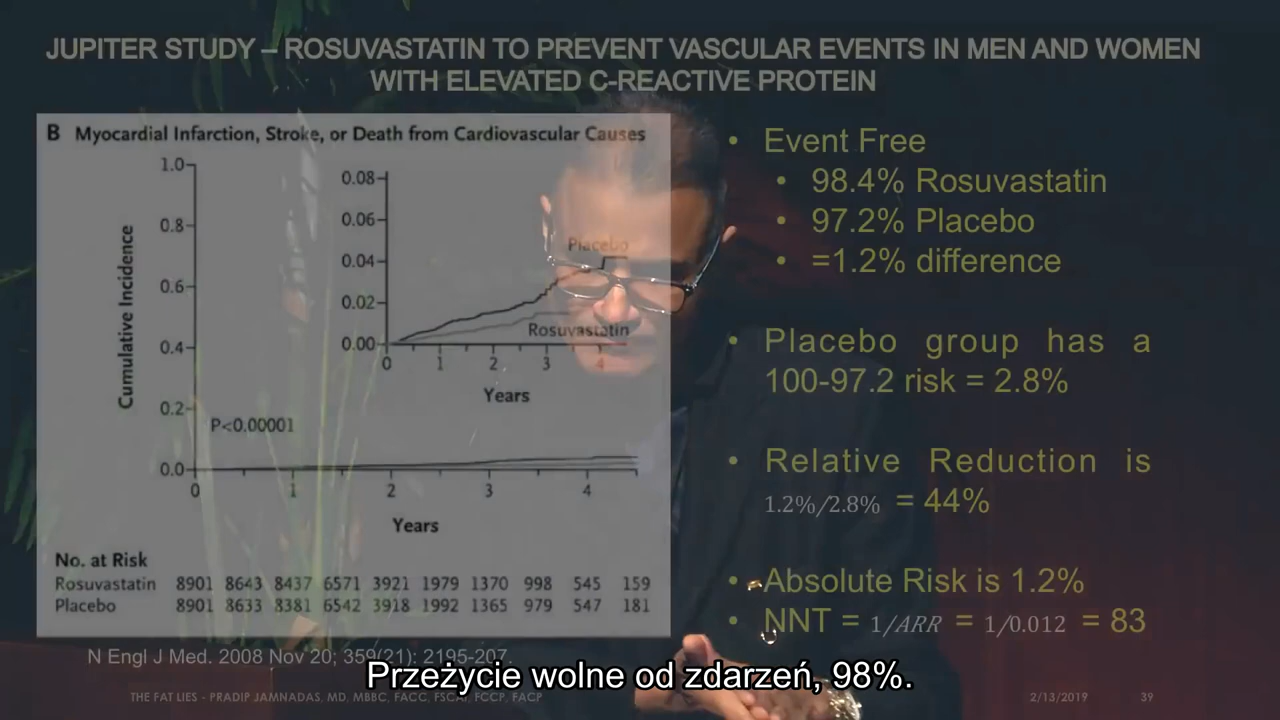 JUPITER STUDY – ROSUVASTATIN TO PREVENT VASCULAR EVENTS IN MEN AND WOMEN
WITH ELEVATED C-REACTIVE PROTEIN
B Myocardial Infarction, Stroke, or Death from Cardiovascular Causes
Cumulative Incidence
1.0
0.8
0.6
0.4
0.2
0.0
0 1 2 3 4
Years
P<0.00001
0.08
0.06
0.04
0.02
0.00
0 1 2 3 4
Years
Placebo
Rosuvastatin
No. at Risk
Rosuvastatin 8901 8643 8437 6571 3921 1979 1370 998 545 159
Placebo 8901 8633 8381 6542 3918 1992 1365 979 547 181
N Engl J Med. 2008 Nov 20; 359(21): 2195-207.
• Event Free
• 98.4% Rosuvastatin
• 97.2% Placebo
• =1.2% difference
• Placebo group has a
100-97.2 risk = 2.8%
• Relative Reduction is
1.2%/2.8% = 44%
• Absolute Risk is 1.2%
• NNT = 1/ARR = 1/0.012 = 83
Przeżycie wolne od zdarzeń, 98%.
THE FAT LIES - PRADIP JAMNADAS, MD, MBBC, FACC, FSCAI, FCCP, FACP
2/13/2019
39